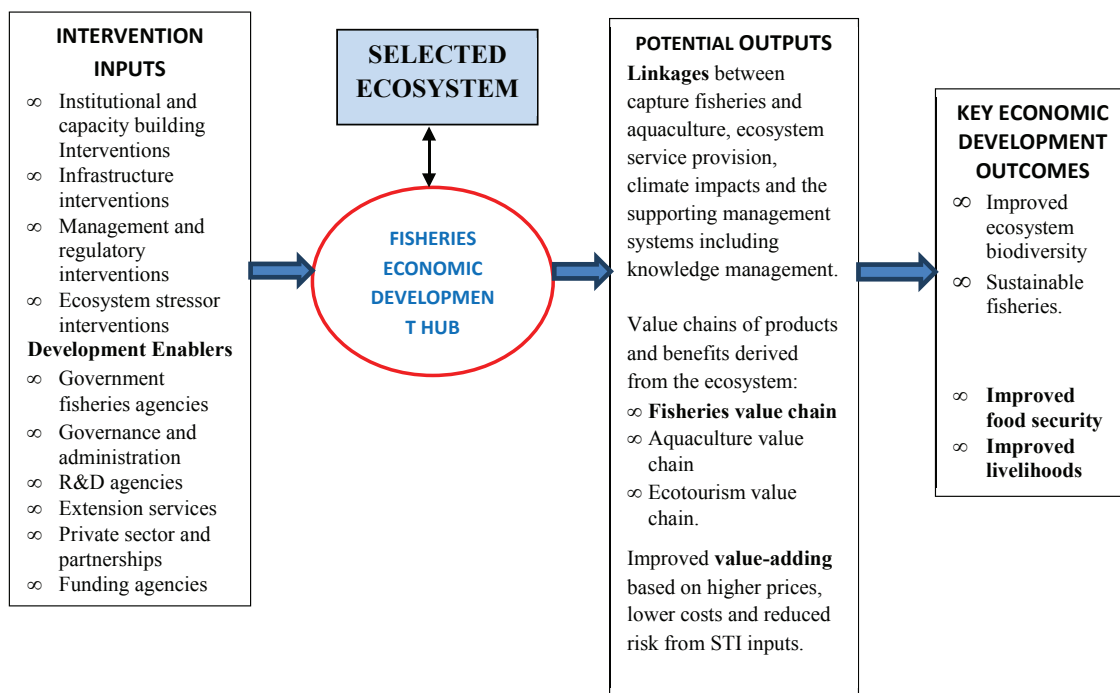 INTERVENTION
INPUTS
∞ Institutional and
capacity building
Interventions
∞ Infrastructure
interventions
∞ Management and
regulatory
interventions
∞ Ecosystem stressor
interventions
Development Enablers
∞ Government
fisheries agencies
∞ Governance and
administration
∞ R&D agencies
∞ Extension services
∞ Private sector and
partnerships
∞ Funding agencies
SELECTED
ECOSYSTEM
FISHERIES
ECONOMIC
DEVELOPMEN
T HUB
POTENTIAL OUTPUTS
Linkages between
capture fisheries and
aquaculture, ecosystem
service provision,
climate impacts and the
supporting management
systems including
knowledge management.
Value chains of products
and benefits derived
from the ecosystem:
∞ Fisheries value chain
∞ Aquaculture value
chain
∞ Ecotourism value
chain.
Improved value-adding
based on higher prices,
lower costs and reduced
risk from STI inputs.
KEY ECONOMIC
DEVELOPMENT
OUTCOMES
∞ Improved
ecosystem
biodiversity
∞ Sustainable
fisheries.
∞ Improved
food security
∞ Improved
livelihoods